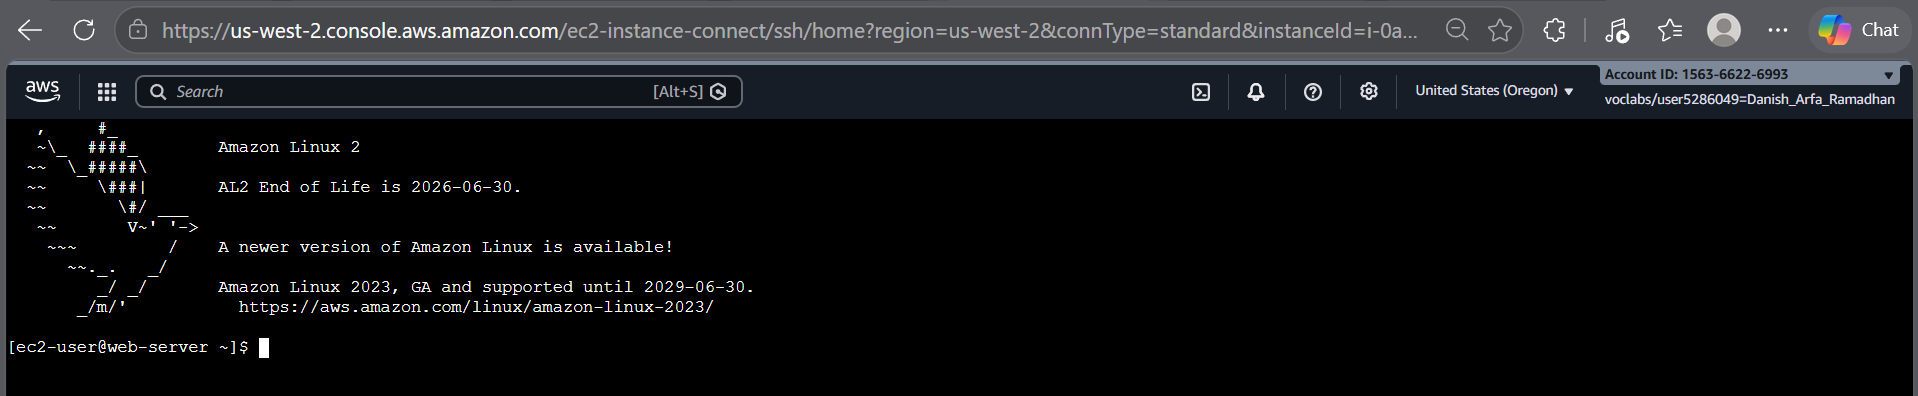 https://us-west-2.console.aws.amazon.com/ec2-instance-connect/ssh/home?region=us-west-2&connType=standard&instanceId=i-0a...
Chat
aws
Search
[Alt+S]
United States (Oregon)
Account ID: 1563-6622-6993
voclabs/user5286049=Danish_Arfa_Ramadhan
   ,     #_
   ~\_  ####_        Amazon Linux 2
  ~~  \_#####\
  ~~     \###|       AL2 End of Life is 2026-06-30.
  ~~       \#/ ___
   ~~       V~' '->
    ~~~         /    A newer version of Amazon Linux is available!
      ~~._.   _/
         _/ _/       Amazon Linux 2023, GA and supported until 2029-06-30.
       _/m/'           https://aws.amazon.com/linux/amazon-linux-2023/
[ec2-user@web-server ~]$